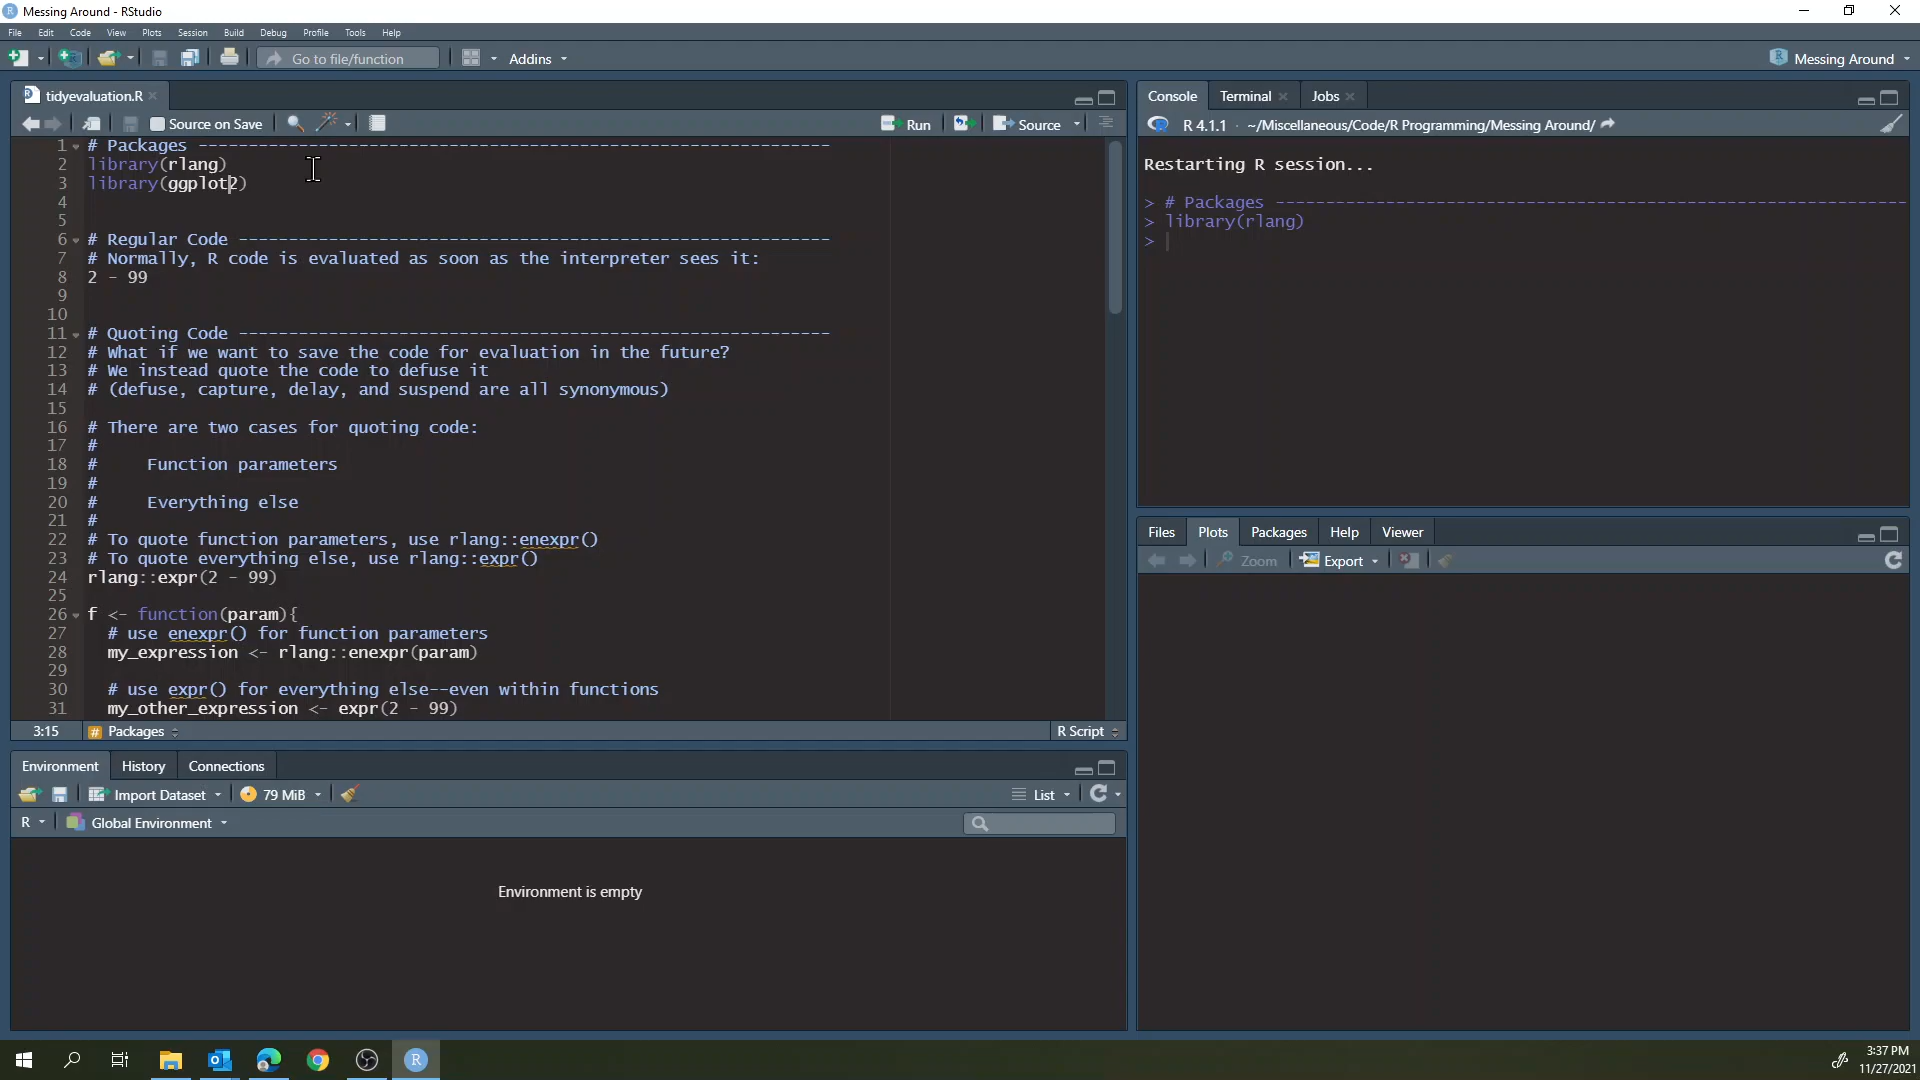 Messing Around - RStudio
File Edit Code View Plots Session Build Debug Profile Tools Help
Go to file/function Addins Messing Around
tidyevaluation.R
Source on Save Run Source
1 # Packages ---------------------------------------------------------------
2 library(rlang)
3 library(ggplot2)
4
5
6 # Regular Code -----------------------------------------------------------
7 # Normally, R code is evaluated as soon as the interpreter sees it:
8 2 - 99
9
10
11 # Quoting Code -----------------------------------------------------------
12 # What if we want to save the code for evaluation in the future?
13 # We instead quote the code to defuse it
14 # (defuse, capture, delay, and suspend are all synonymous)
15
16 # There are two cases for quoting code:
17 #
18 #     Function parameters
19 #
20 #     Everything else
21 #
22 # To quote function parameters, use rlang::enexpr()
23 # To quote everything else, use rlang::expr()
24 rlang::expr(2 - 99)
25
26 f <- function(param){
27   # use enexpr() for function parameters
28   my_expression <- rlang::enexpr(param)
29
30   # use expr() for everything else--even within functions
31   my_other_expression <- expr(2 - 99)
3:15 # Packages R Script
Environment History Connections
Import Dataset 79 MiB List
R Global Environment
Environment is empty
Console Terminal Jobs
R 4.1.1 · ~/Miscellaneous/Code/R Programming/Messing Around/
Restarting R session...
> # Packages ---------------------------------------------------------------
> library(rlang)
>
Files Plots Packages Help Viewer
Zoom Export
3:37 PM
11/27/2021